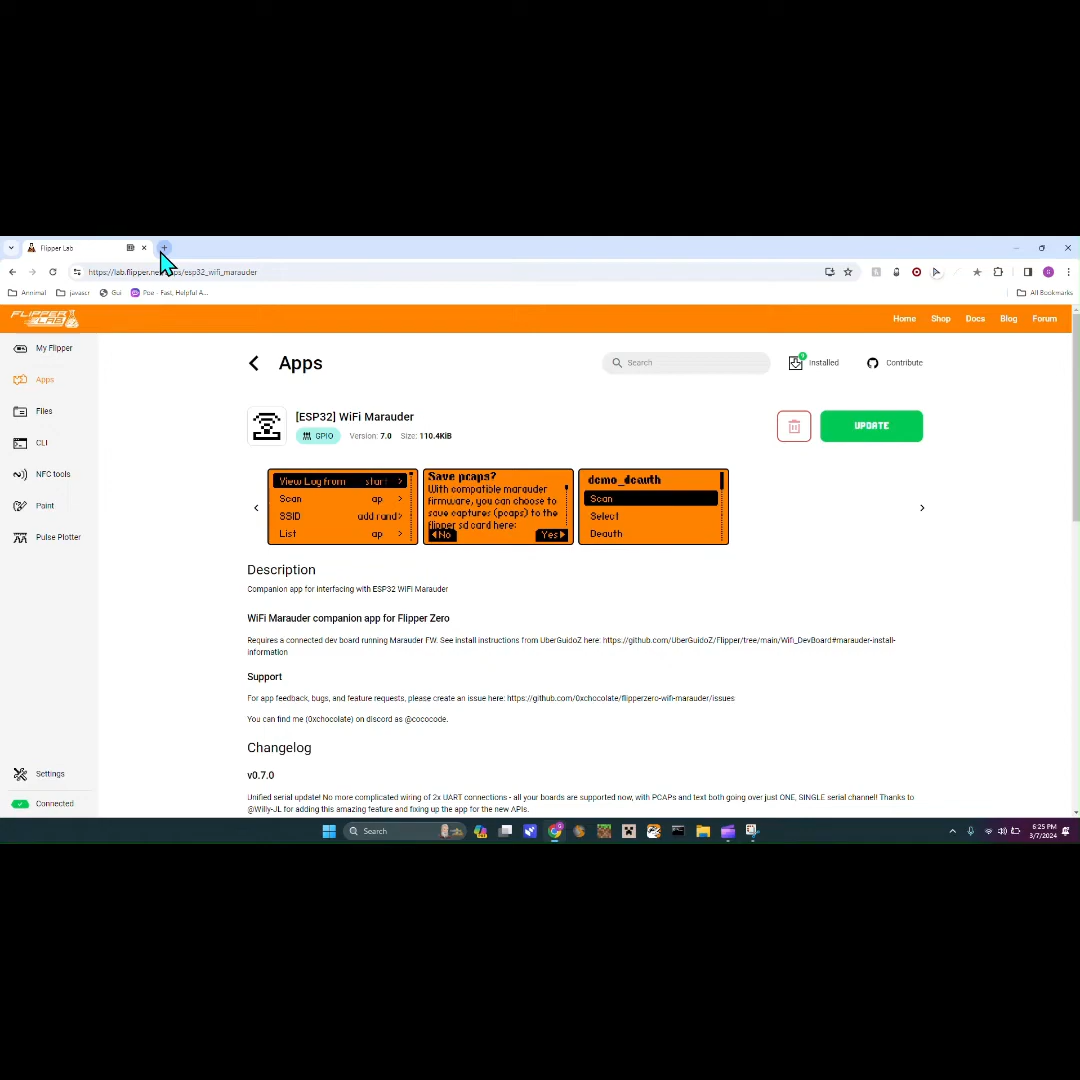 Flipper Lab
https://lab.flipper.net/apps/esp32_wifi_marauder
Annimal
javascr
Gui
Poe - Fast, Helpful A...
All Bookmarks
FLIPPER LAB
Home
Shop
Docs
Blog
Forum
My Flipper
Apps
Files
CLI
NFC tools
Paint
Pulse Plotter
Settings
Connected
Apps
Search
Installed
Contribute
[ESP32] WiFi Marauder
GPIO
Version: 7.0
Size: 110.4KiB
UPDATE
View Log from start >
Scan ap >
SSID add rand>
List ap >
Save pcaps?
With compatible marauder
firmware, you can choose to
save captures (pcaps) to the
flipper sd card here:
No
Yes
demo_deauth
Scan
Select
Deauth
Description
Companion app for interfacing with ESP32 WiFi Marauder
WiFi Marauder companion app for Flipper Zero
Requires a connected dev board running Marauder FW. See install instructions from UberGuidoZ here: https://github.com/UberGuidoZ/Flipper/tree/main/Wifi_DevBoard#marauder-install-
information
Support
For app feedback, bugs, and feature requests, please create an issue here: https://github.com/0xchocolate/flipperzero-wifi-marauder/issues
You can find me (0xchocolate) on discord as @cococode.
Changelog
v0.7.0
Unified serial update! No more complicated wiring of 2x UART connections - all your boards are supported now, with PCAPs and text both going over just ONE, SINGLE serial channel! Thanks to
@Willy-JL for adding this amazing feature and fixing up the app for the new APIs.
Search
6:25 PM
3/7/2024